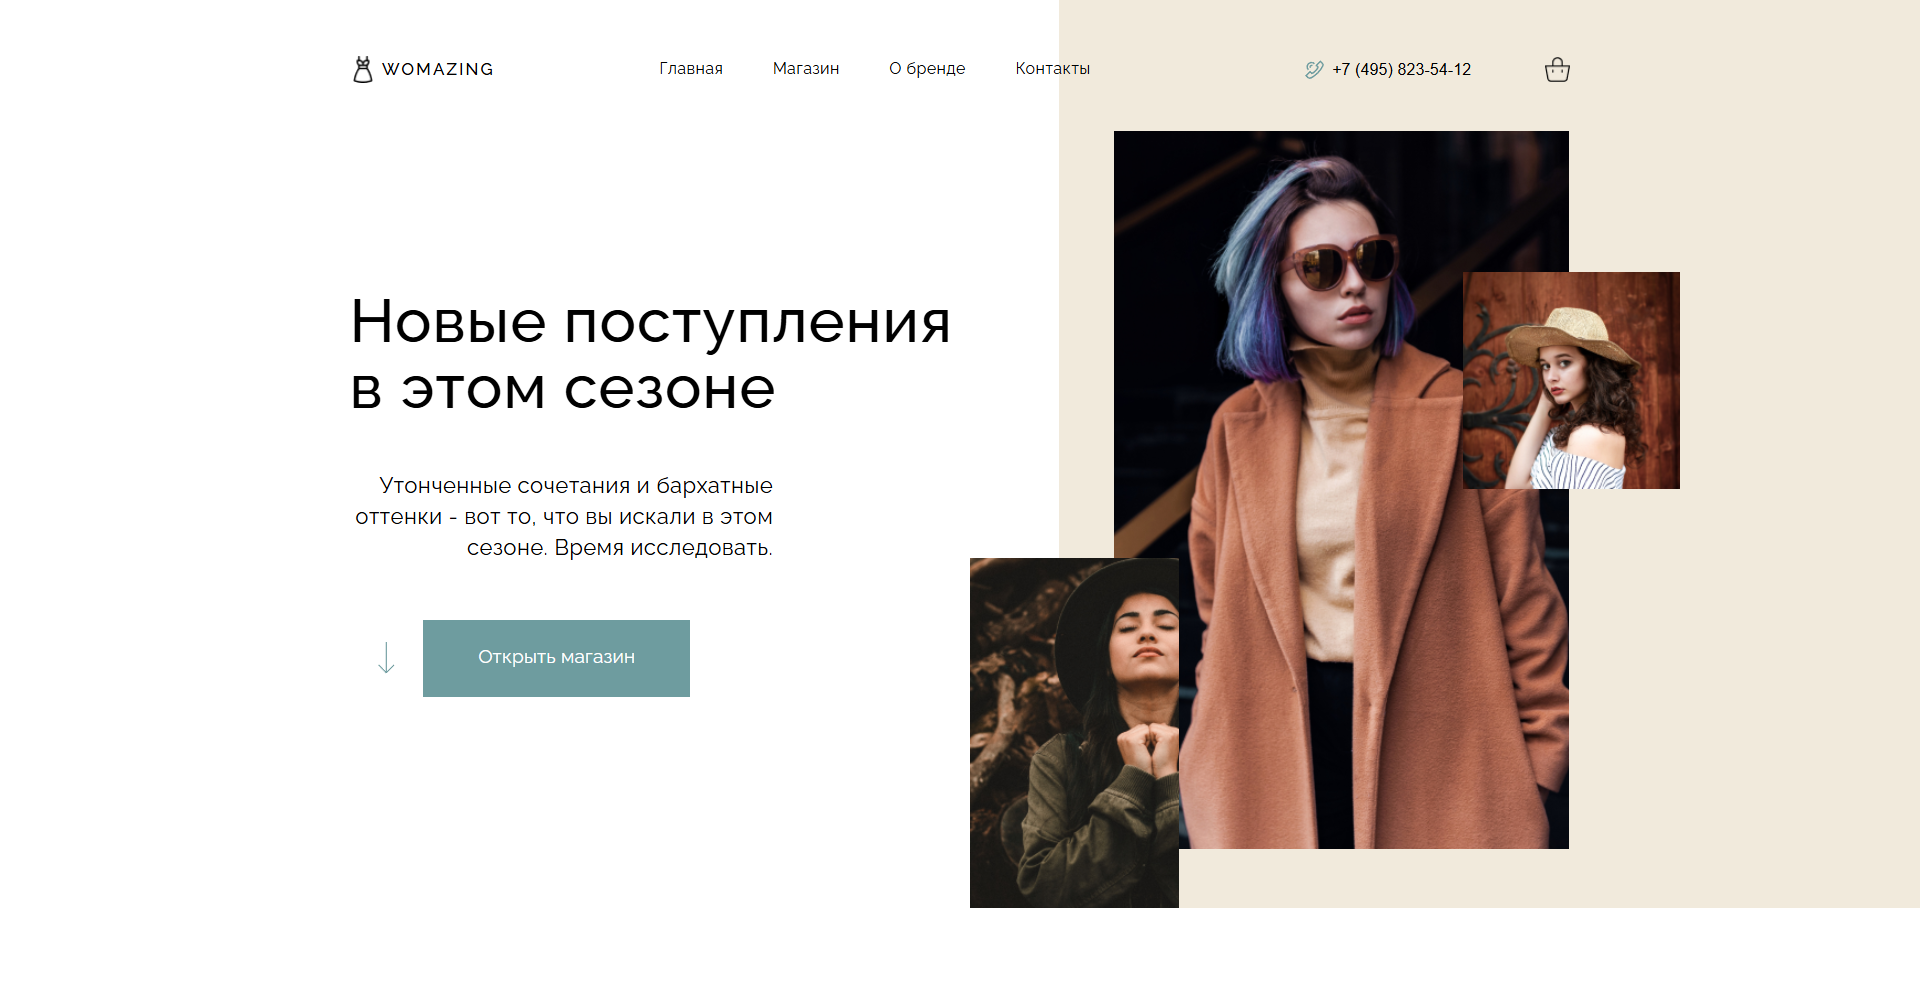 WOMAZING
Главная
Магазин
О бренде
Контакты
+7 (495) 823-54-12
Новые поступления
в этом сезоне
Утонченные сочетания и бархатные
оттенки - вот то, что вы искали в этом
сезоне. Время исследовать.
Открыть магазин